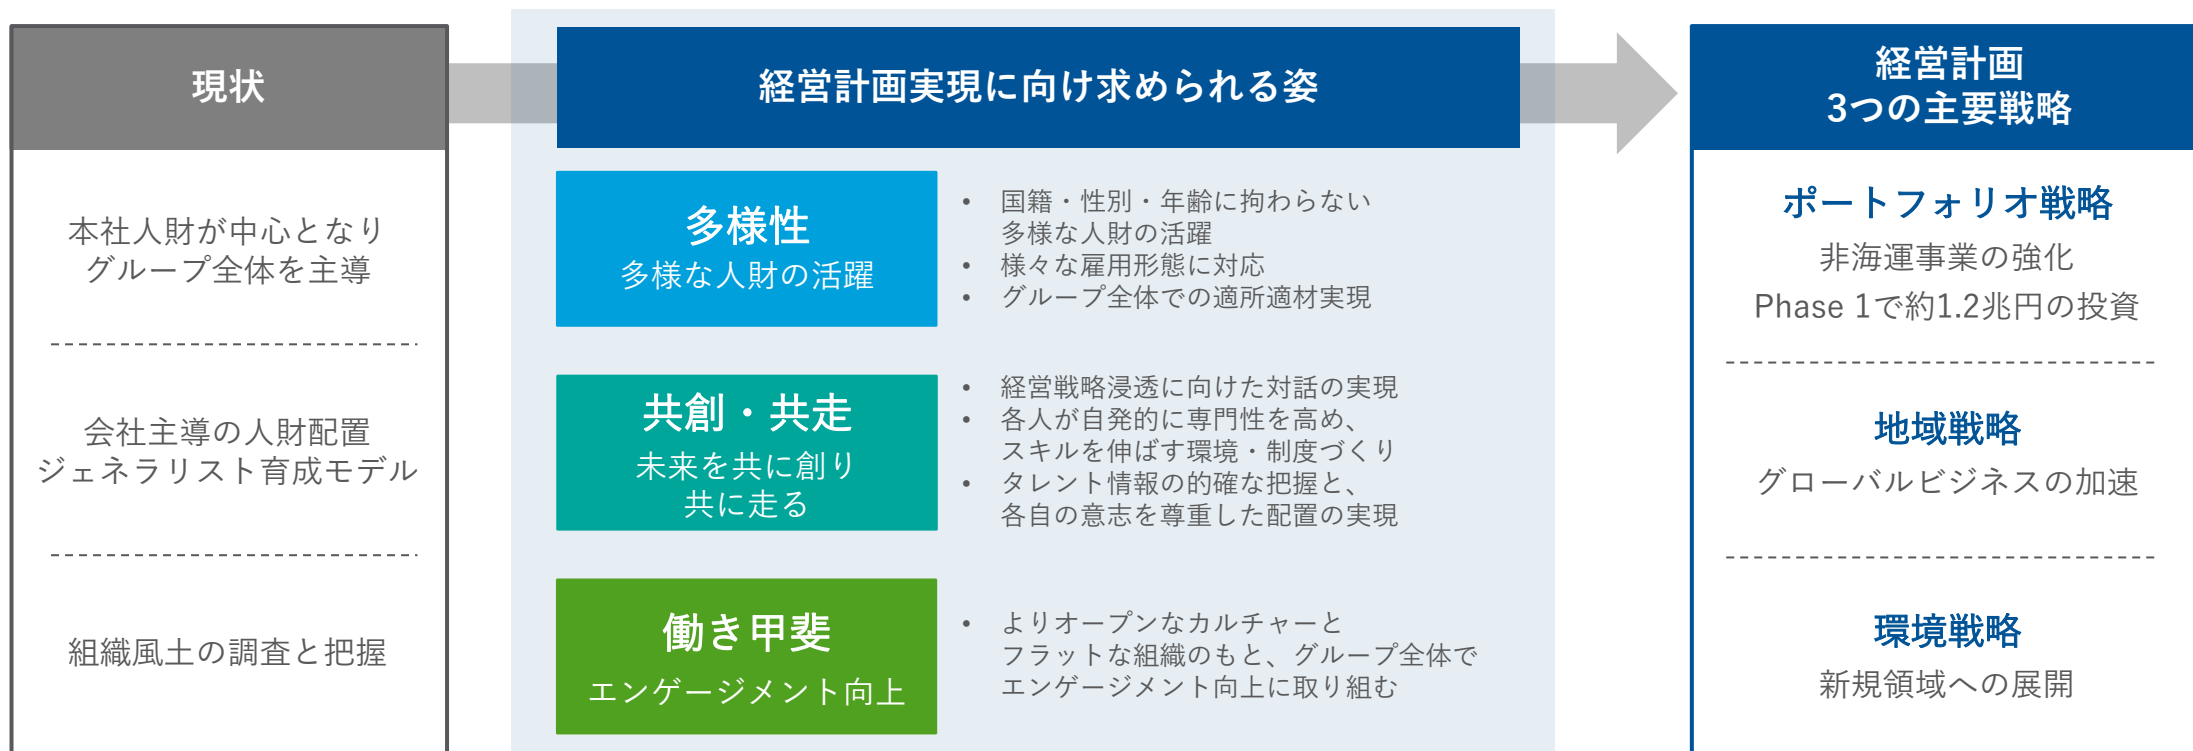 現状
本社人財が中心となり
グループ全体を主導
会社主導の人財配置
ジェネラリスト育成モデル
組織風土の調査と把握
経営計画実現に向け求められる姿
多様性
多様な人財の活躍
• 国籍・性別・年齢に拘わらない
多様な人財の活躍
• 様々な雇用形態に対応
• グループ全体での適所適材実現
共創・共走
未来を共に創り
共に走る
• 経営戦略浸透に向けた対話の実現
• 各人が自発的に専門性を高め、
スキルを伸ばす環境・制度づくり
• タレント情報の的確な把握と、
各自の意志を尊重した配置の実現
働き甲斐
エンゲージメント向上
• よりオープンなカルチャーと
フラットな組織のもと、グループ全体で
エンゲージメント向上に取り組む
経営計画
3つの主要戦略
ポートフォリオ戦略
非海運事業の強化
Phase 1で約1.2兆円の投資
地域戦略
グローバルビジネスの加速
環境戦略
新規領域への展開